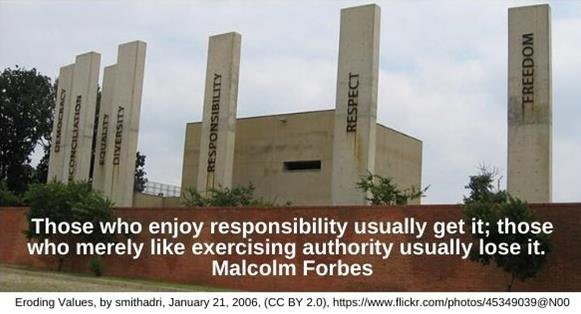 DEMOCRACY
RECONCILIATION
EQUALITY
DIVERSITY
RESPONSIBILITY
RESPECT
FREEDOM
Those who enjoy responsibility usually get it; those
who merely like exercising authority usually lose it.
Malcolm Forbes
Eroding Values, by smithadri, January 21, 2006, (CC BY 2.0), https://www.flickr.com/photos/45349039@N00